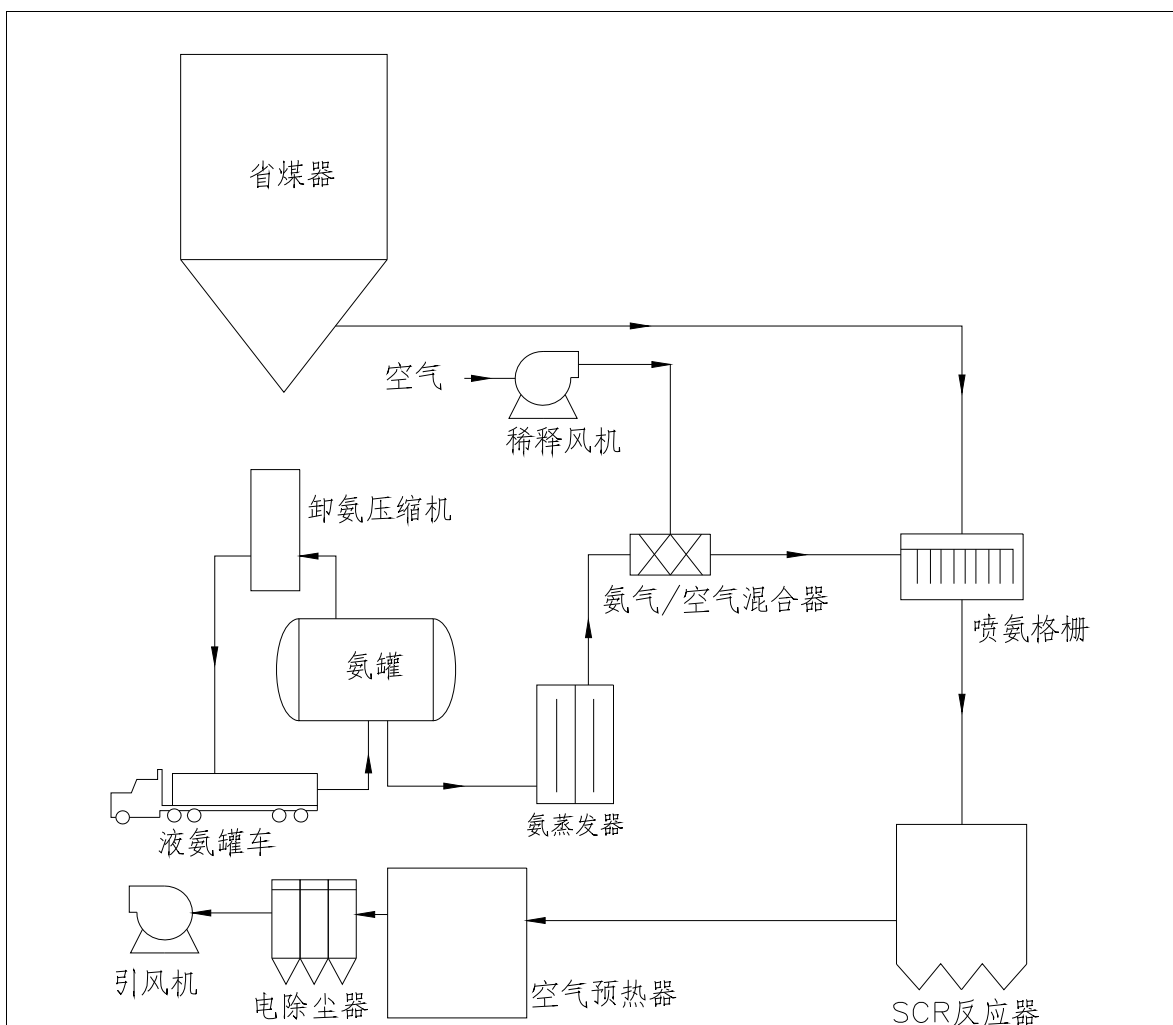 省煤器
空气
稀释风机
卸氨压缩机
氨气/空气混合器
喷氨格栅
氨罐
氨蒸发器
液氨罐车
引风机
电除尘器
空气预热器
SCR反应器